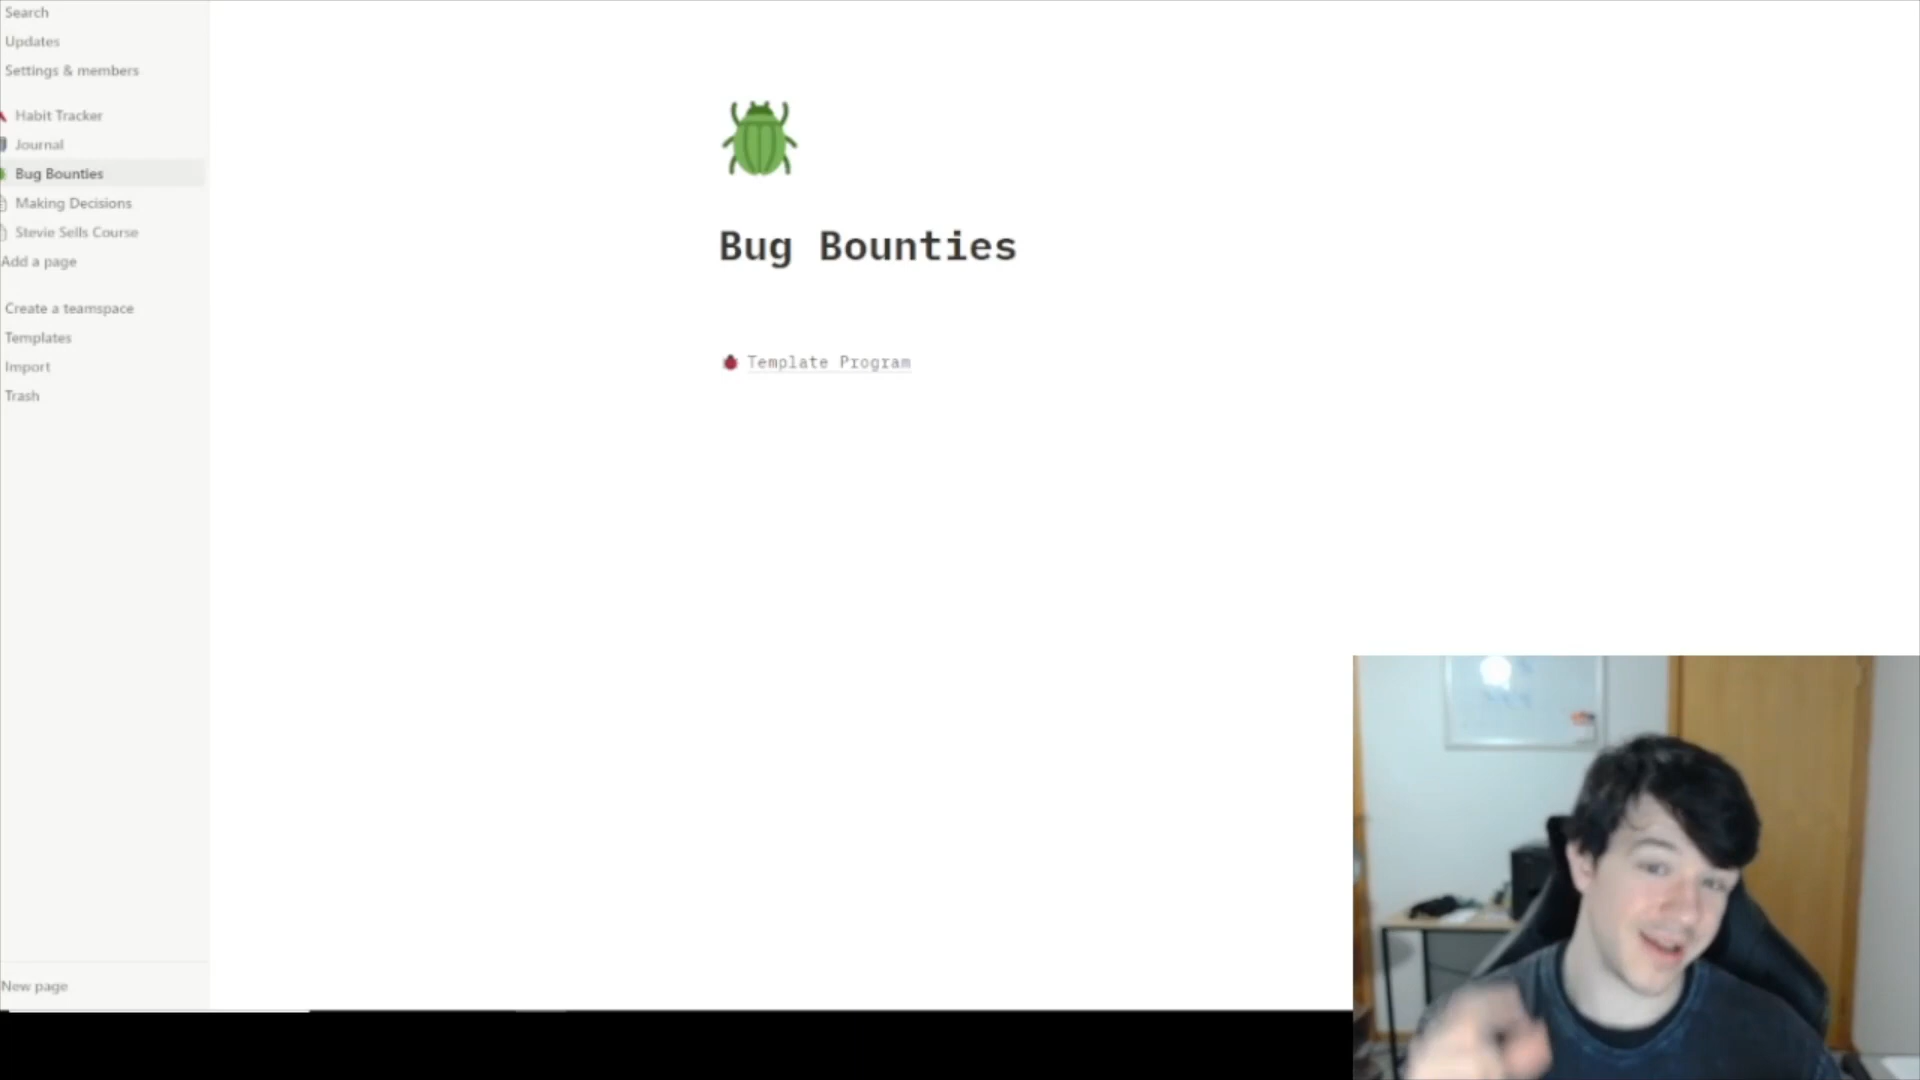 Search
Updates
Settings & members
Habit Tracker
Journal
Bug Bounties
Making Decisions
Stevie Sells Course
Add a page
Create a teamspace
Templates
Import
Trash
New page
Bug Bounties
Template Program